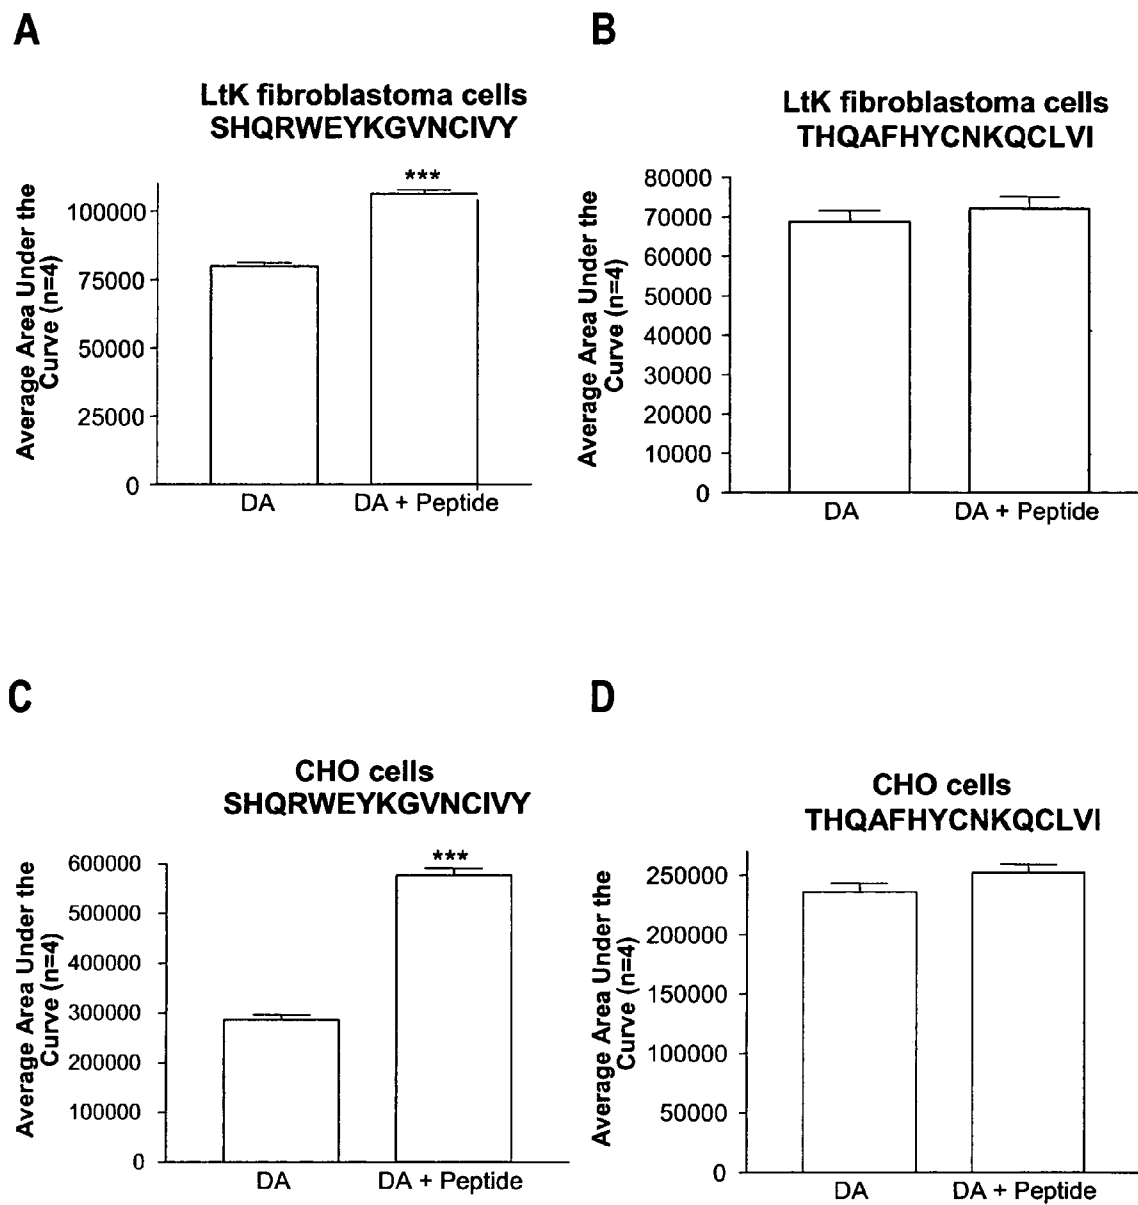 A
LtK fibroblastoma cells
SHQRWEYKGVNCIVY
Average Area Under the
Curve (n=4)
100000
75000
50000
25000
0
***
DA
DA + Peptide
B
LtK fibroblastoma cells
THQAFHYCNKQCLVI
Average Area Under the
Curve (n=4)
80000
70000
60000
50000
40000
30000
20000
10000
0
DA
DA + Peptide
C
CHO cells
SHQRWEYKGVNCIVY
Average Area Under the
Curve (n=4)
600000
500000
400000
300000
200000
100000
0
***
DA
DA + Peptide
D
CHO cells
THQAFHYCNKQCLVI
Average Area Under the
Curve (n=4)
250000
200000
150000
100000
50000
0
DA
DA + Peptide